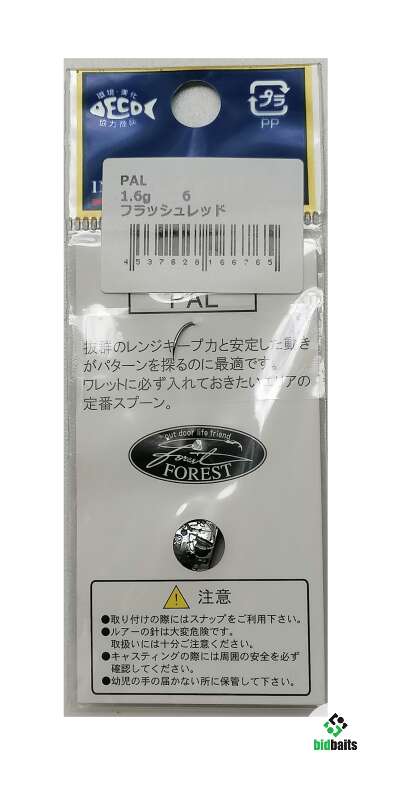 環境・美化
ECO
協力商品
プラ
PP
PAL
1.6g 6
フラッシュレッド
4 537828 166765
PAL
抜群のレンジキープ力と安定した動き
がパターンを探るのに最適です。
ワレットに必ず入れておきたいエリアの
定番スプーン。
out door life friend
Forest
FOREST
注意
●取り付けの際にはスナップをご利用下さい。
●ルアーの針は大変危険です。
取扱いには十分ご注意ください。
●キャスティングの際には周囲の安全を必ず
確認してください。
●幼児の手の届かない所に保管して下さい。
bidbaits